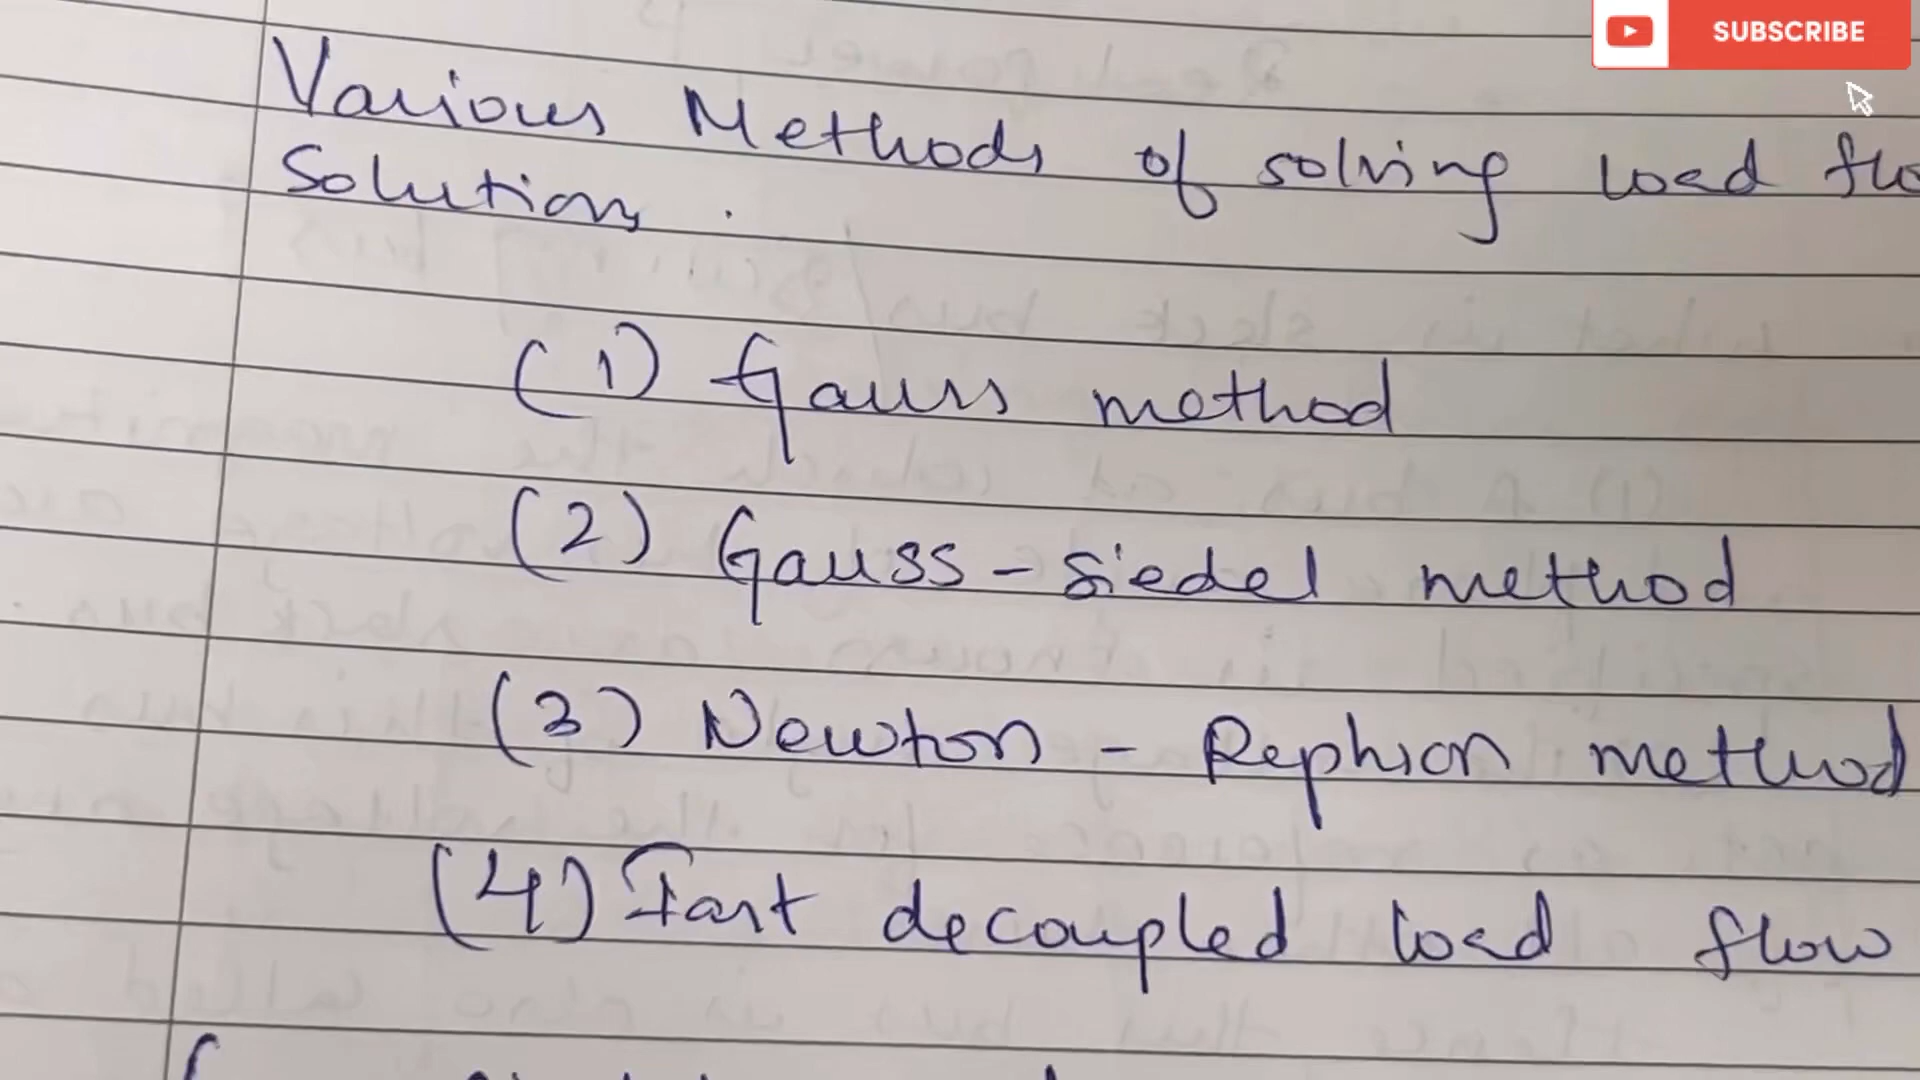 SUBSCRIBE
Various Methods of solving load flo
Solutions.
(1) Gauss method
(2) Gauss-Siedel method
(3) Newton - Rephson method
(4) Fast decoupled load flow